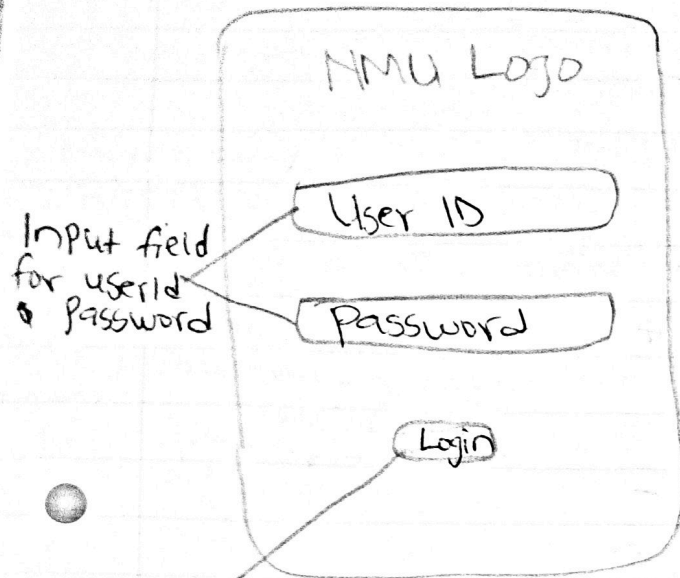 NMU Logo
User ID
Input field
for userId
& Password
Password
Login